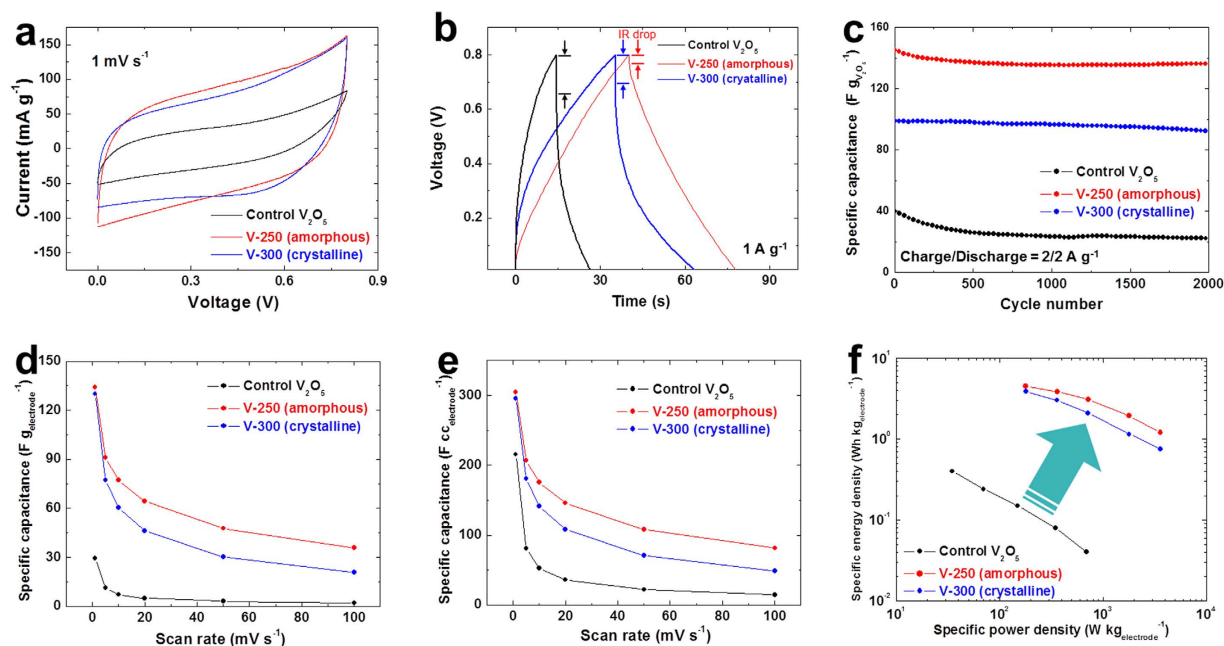 a
1 mV s⁻¹
150
100
50
0
-50
-100
-150
0.0
0.3
0.6
0.9
Current (mA g⁻¹)
Voltage (V)
Control V₂O₅
V-250 (amorphous)
V-300 (crystalline)
b
IR drop
Control V₂O₅
V-250 (amorphous)
V-300 (cryatalline)
1.0
0.8
0.6
0.4
0.2
0
30
60
90
Voltage (V)
1 A g⁻¹
Time (s)
c
160
120
80
40
0
0
500
1000
1500
2000
Specific capacitance (F g_V₂O₅⁻¹)
Control V₂O₅
V-250 (amorphous)
V-300 (crystalline)
Charge/Discharge = 2/2 A g⁻¹
Cycle number
d
150
120
90
60
30
0
0
20
40
60
80
100
Specific capacitance (F g_electrode⁻¹)
Control V₂O₅
V-250 (amorphous)
V-300 (crystalline)
Scan rate (mV s⁻¹)
e
300
200
100
0
0
20
40
60
80
100
Specific capacitance (F cc_electrode⁻¹)
Control V₂O₅
V-250 (amorphous)
V-300 (crystalline)
Scan rate (mV s⁻¹)
f
10¹
10⁰
10⁻¹
10⁻²
10¹
10²
10³
10⁴
Specific energy density (Wh kg_electrode⁻¹)
Control V₂O₅
V-250 (amorphous)
V-300 (crystalline)
Specific power density (W kg_electrode⁻¹)